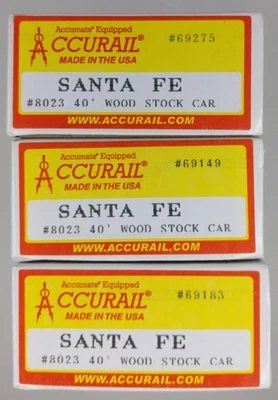 Accumate® Equipped
ACCURAIL®
MADE IN THE USA
#69275
SANTA FE
#8023 40' WOOD STOCK CAR
WWW.ACCURAIL.COM
Accumate® Equipped
ACCURAIL®
MADE IN THE USA
#69149
SANTA FE
#8023 40' WOOD STOCK CAR
WWW.ACCURAIL.COM
Accumate® Equipped
ACCURAIL®
MADE IN THE USA
#69183
SANTA FE
#8023 40' WOOD STOCK CAR
WWW.ACCURAIL.COM